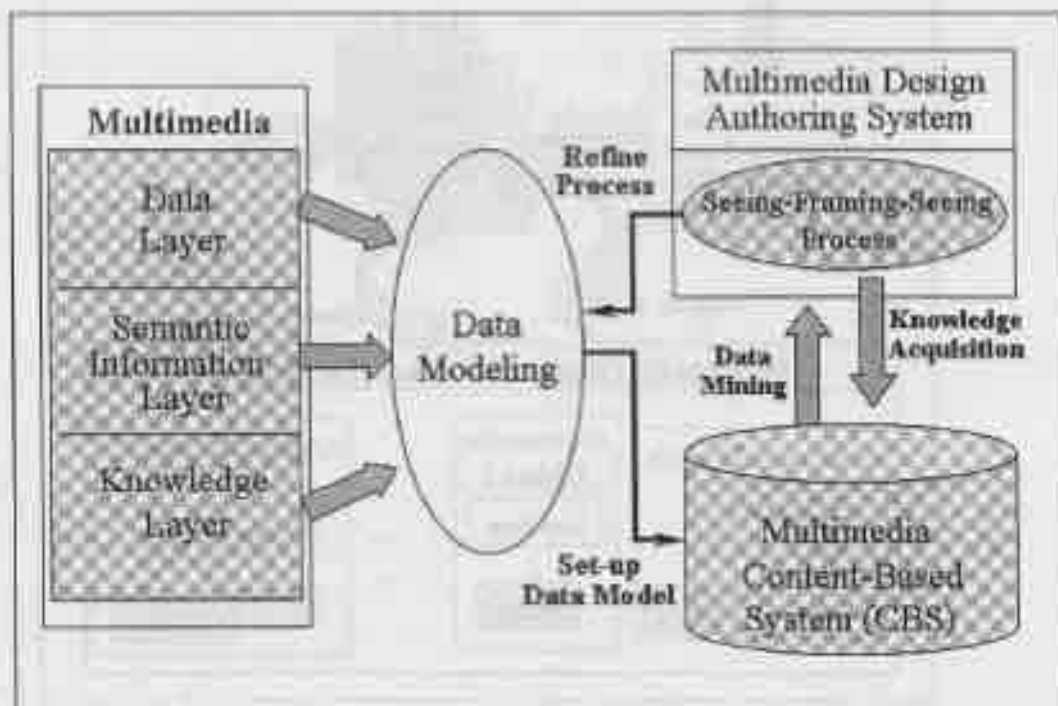 Multimedia
Data
Layer
Semantic
Information
Layer
Knowledge
Layer
Data
Modeling
Refine
Process
Set-up
Data Model
Multimedia Design
Authoring System
Seeing-Framing-Seeing
Process
Data
Mining
Knowledge
Acquisition
Multimedia
Content-Based
System (CBS)